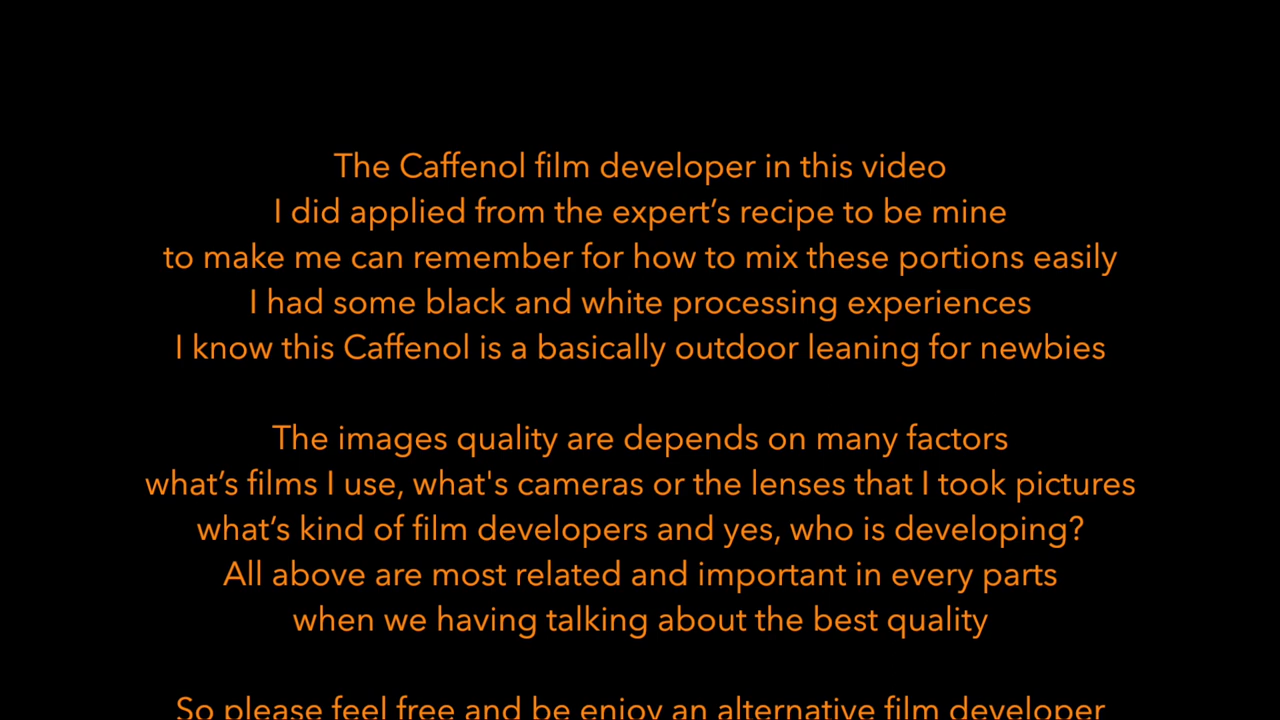 The Caffenol film developer in this video
I did applied from the expert’s recipe to be mine
to make me can remember for how to mix these portions easily
I had some black and white processing experiences
I know this Caffenol is a basically outdoor leaning for newbies
The images quality are depends on many factors
what’s films I use, what's cameras or the lenses that I took pictures
what’s kind of film developers and yes, who is developing?
All above are most related and important in every parts
when we having talking about the best quality
So please feel free and be enjoy an alternative film developer